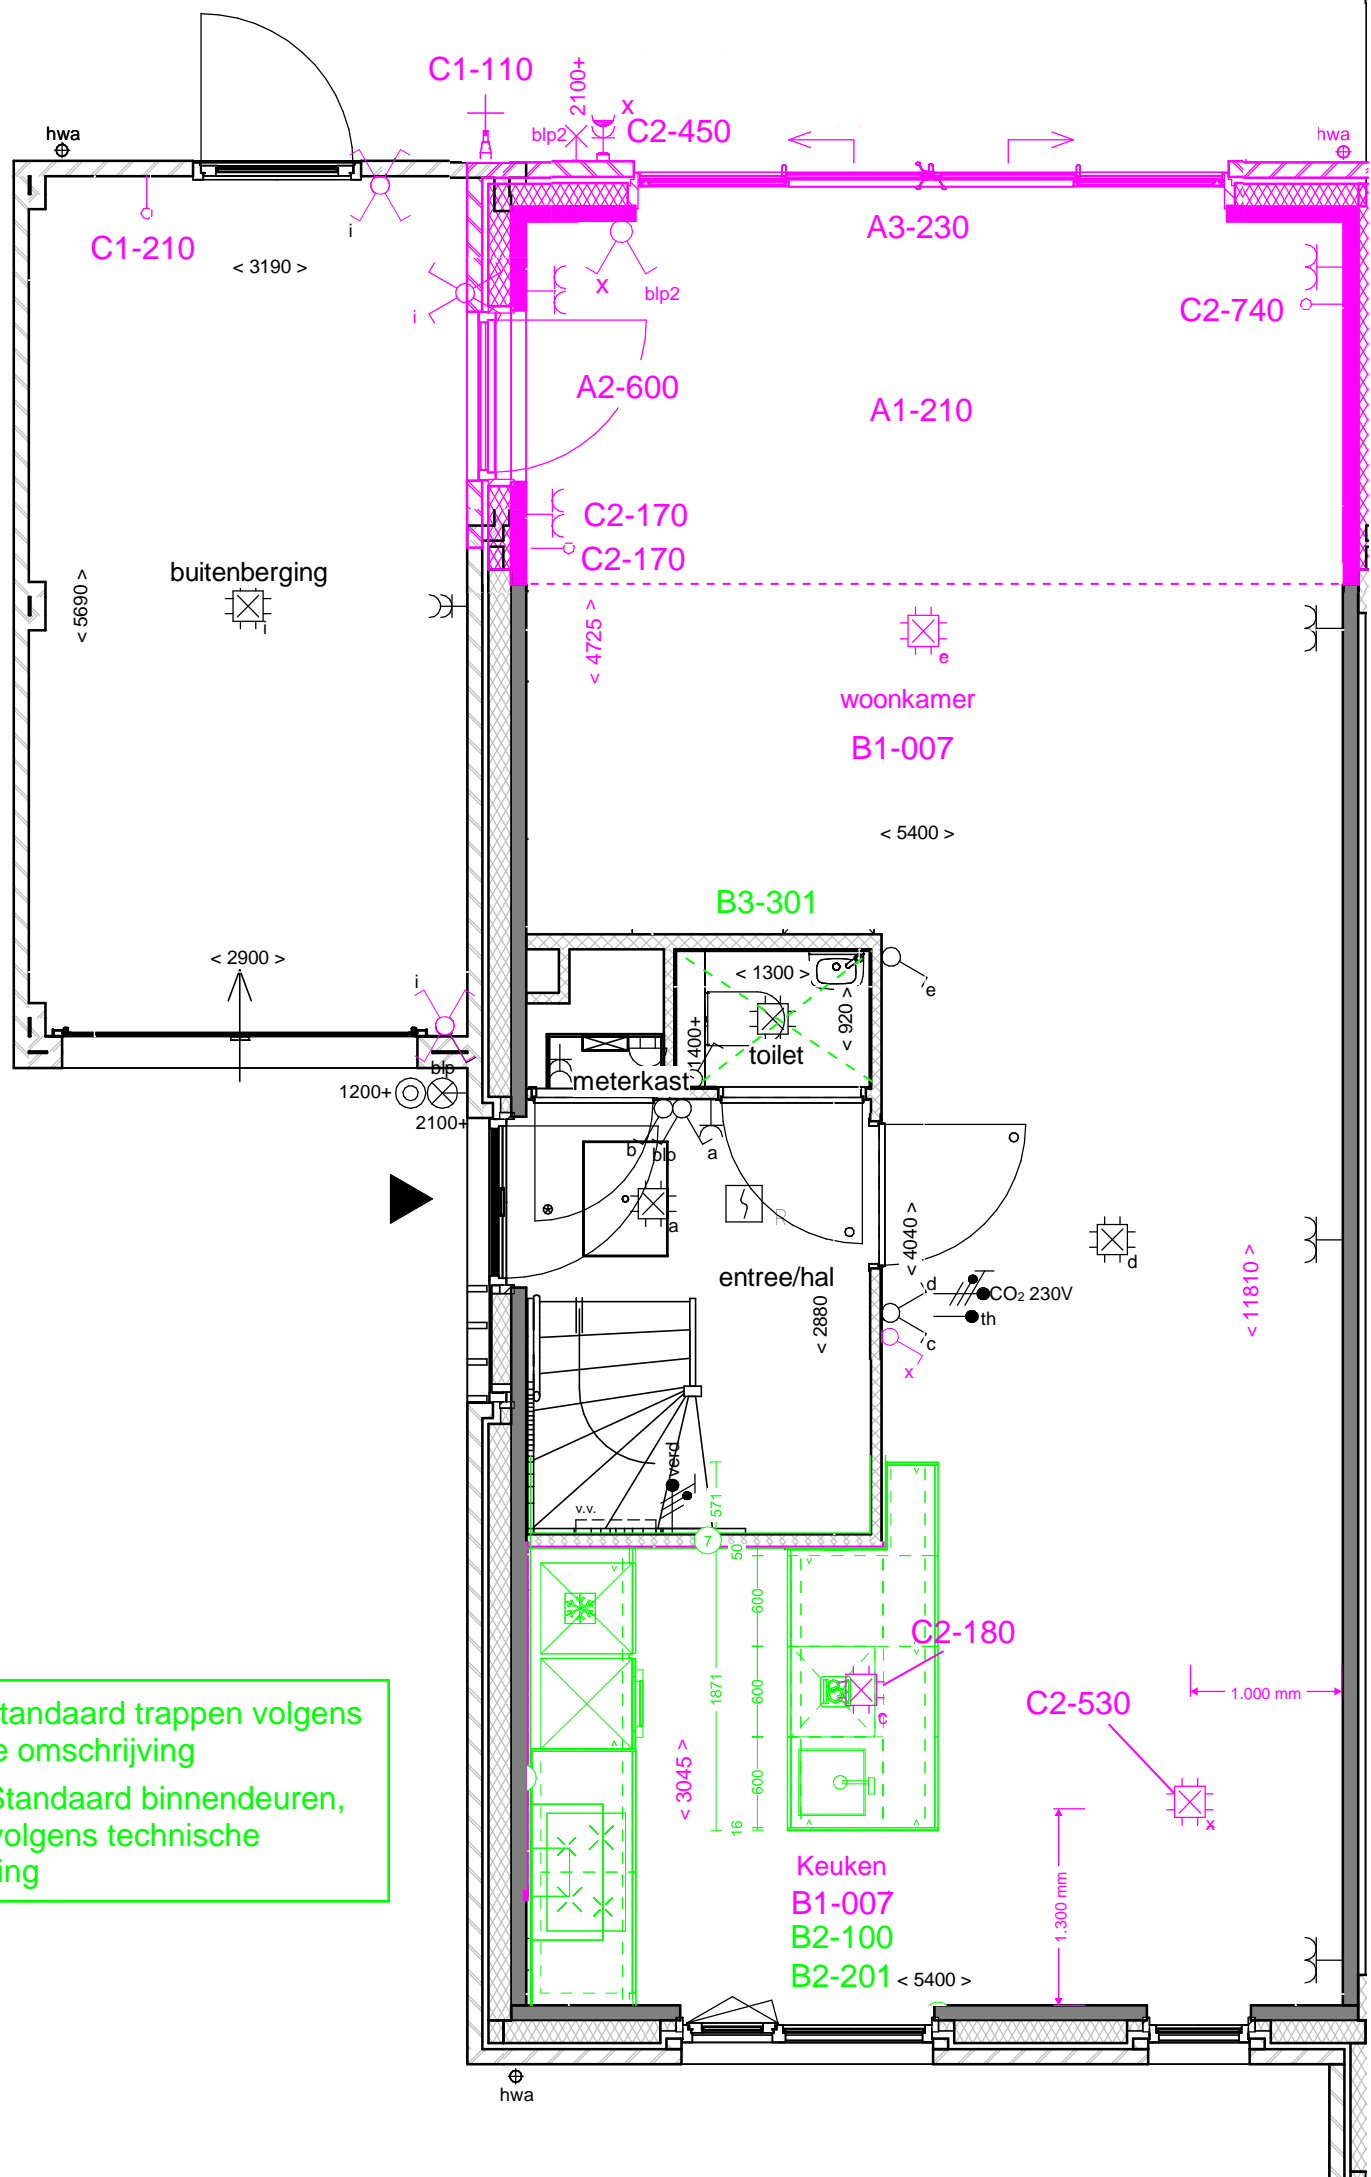 C1-110
2100+
x
blp2
C2-450
hwa
hwa
i
C1-210
< 3190 >
A3-230
x
blp2
i
C2-740
A2-600
A1-210
C2-170
C2-170
buitenberging
i
< 5690 >
< 4725 >
e
woonkamer
B1-007
< 5400 >
B3-301
< 2900 >
i
< 1300 >
< 920 >
e
1400+
toilet
meterkast
blp
1200+
2100+
b
blp
a
a
R
< 4040 >
d
entree/hal
< 2880
d
CO₂ 230V
th
c
x
< 11810 >
verd
v.v.
571
7
50
600
1871
600
600
16
C2-180
c
< 3045 >
1.000 mm
C2-530
x
1.300 mm
tandaard trappen volgens
e omschrijving
Standaard binnendeuren,
volgens technische
ing
Keuken
B1-007
B2-100
B2-201
< 5400 >
hwa